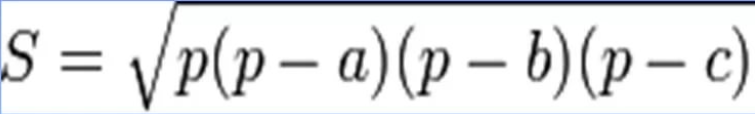 S = √p(p − a)(p − b)(p − c)